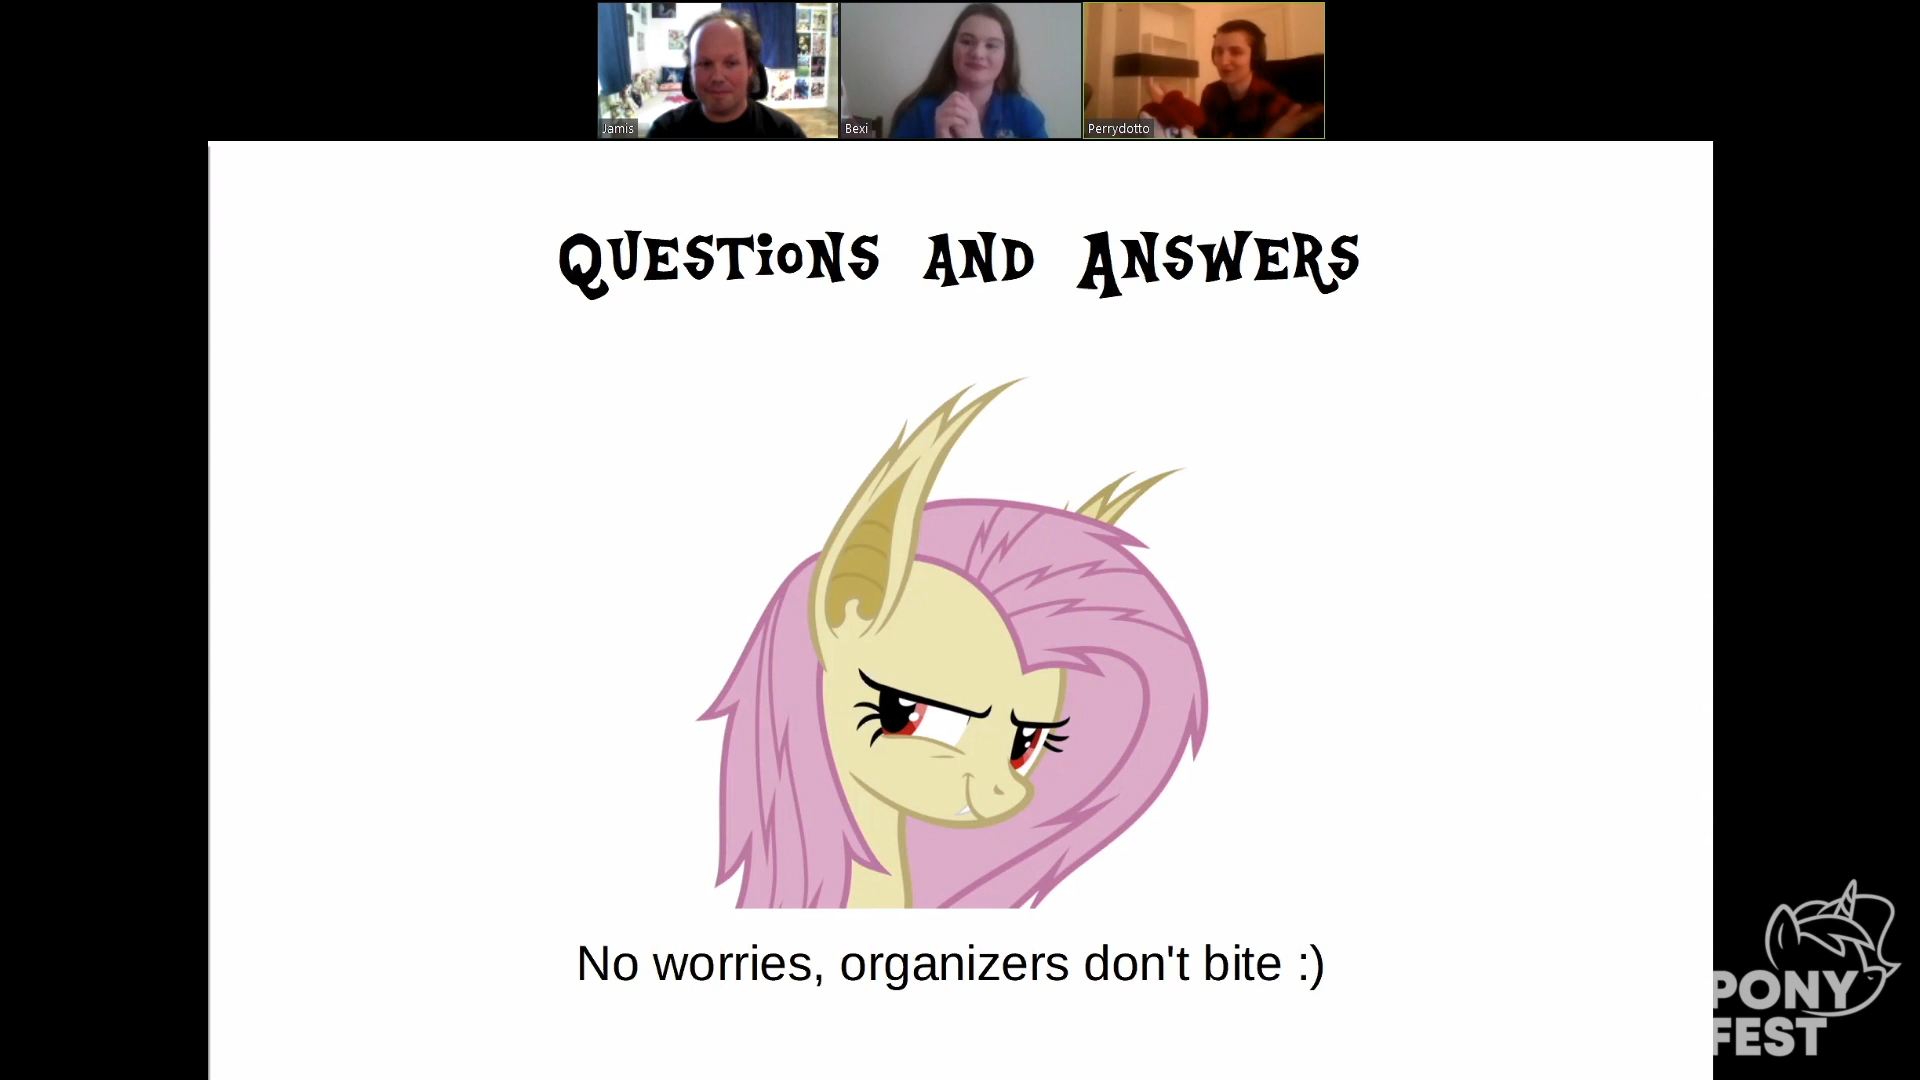 Jamis
Bexi
Perrydotto
Questions and Answers
No worries, organizers don't bite :)
PONY
FEST